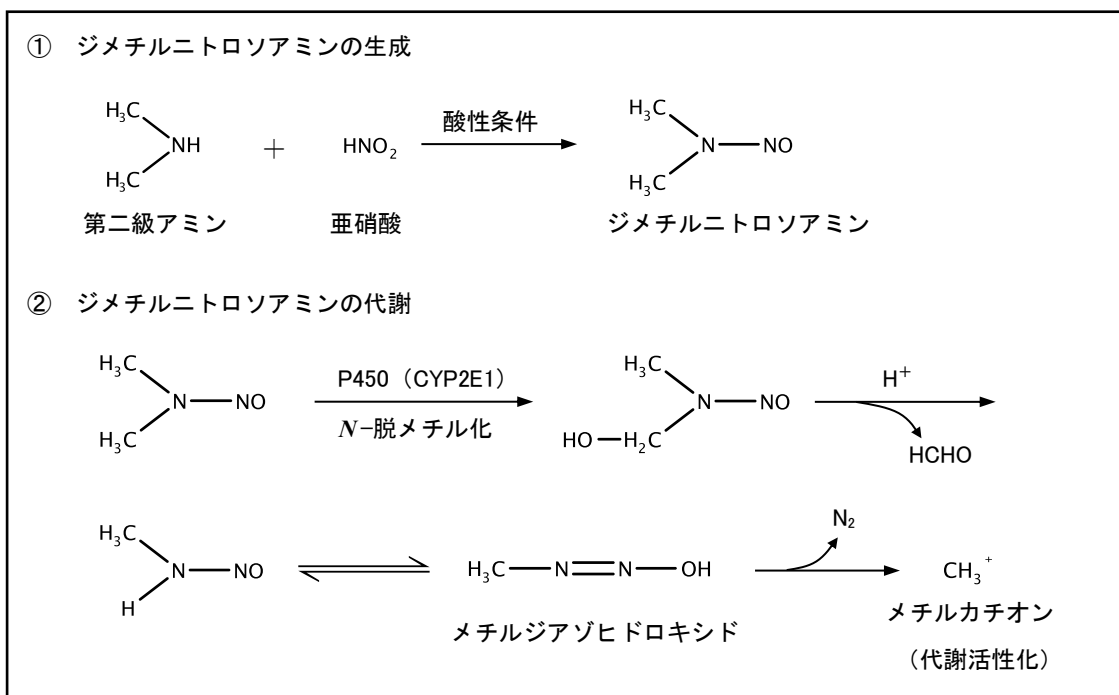 ① ジメチルニトロソアミンの生成
H₃C
NH + HNO₂ 酸性条件 H₃C N NO
H₃C H₃C
第二級アミン 亜硝酸 ジメチルニトロソアミン
② ジメチルニトロソアミンの代謝
H₃C P450(CYP2E1) H₃C H⁺
N NO N NO
H₃C N-脱メチル化 HO H₂C HCHO
H₃C N₂
N NO H₃C N N OH CH₃⁺
H
メチルジアゾヒドロキシド メチルカチオン
(代謝活性化)